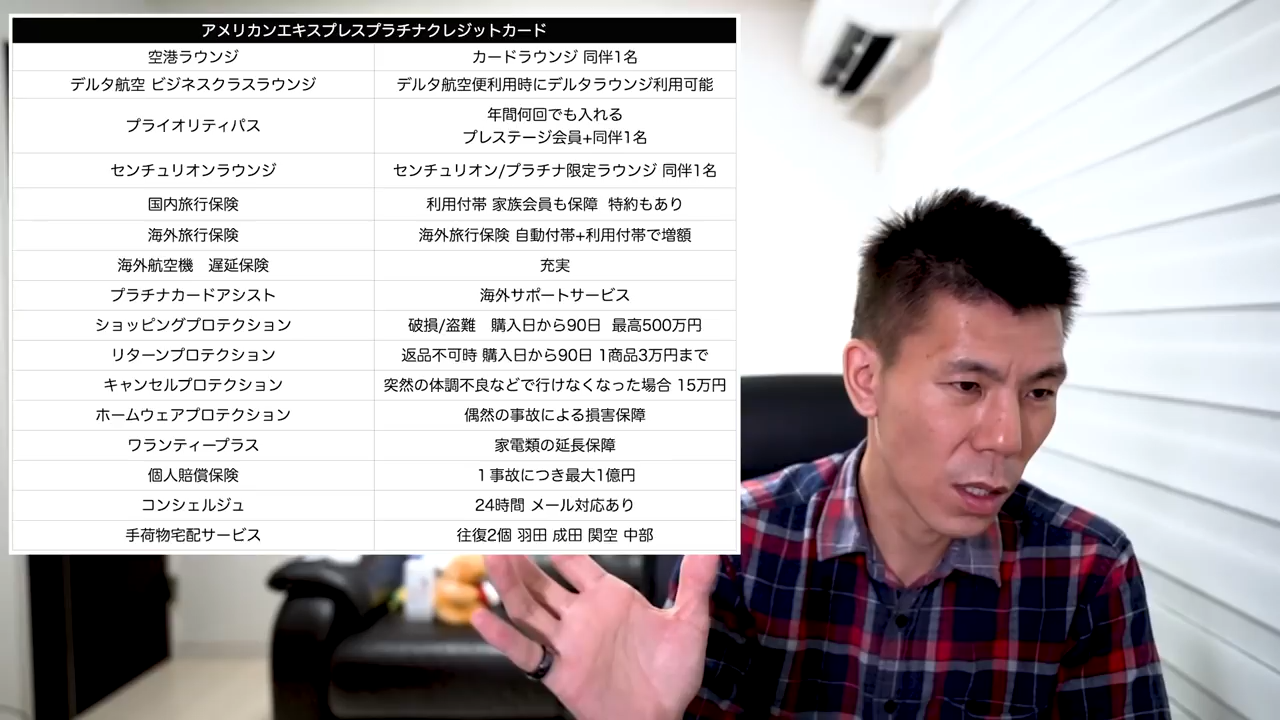 アメリカンエキスプレスプラチナクレジットカード
空港ラウンジ
カードラウンジ 同伴1名
デルタ航空 ビジネスクラスラウンジ
デルタ航空便利用時にデルタラウンジ利用可能
プライオリティパス
年間何回でも入れる
プレステージ会員+同伴1名
センチュリオンラウンジ
センチュリオン/プラチナ限定ラウンジ 同伴1名
国内旅行保険
利用付帯 家族会員も保障 特約もあり
海外旅行保険
海外旅行保険 自動付帯+利用付帯で増額
海外航空機　遅延保険
充実
プラチナカードアシスト
海外サポートサービス
ショッピングプロテクション
破損/盗難　購入日から90日 最高500万円
リターンプロテクション
返品不可時 購入日から90日 1商品3万円まで
キャンセルプロテクション
突然の体調不良などで行けなくなった場合 15万円
ホームウェアプロテクション
偶然の事故による損害保障
ワランティープラス
家電類の延長保障
個人賠償保険
１事故につき最大1億円
コンシェルジュ
24時間 メール対応あり
手荷物宅配サービス
往復2個 羽田 成田 関空 中部